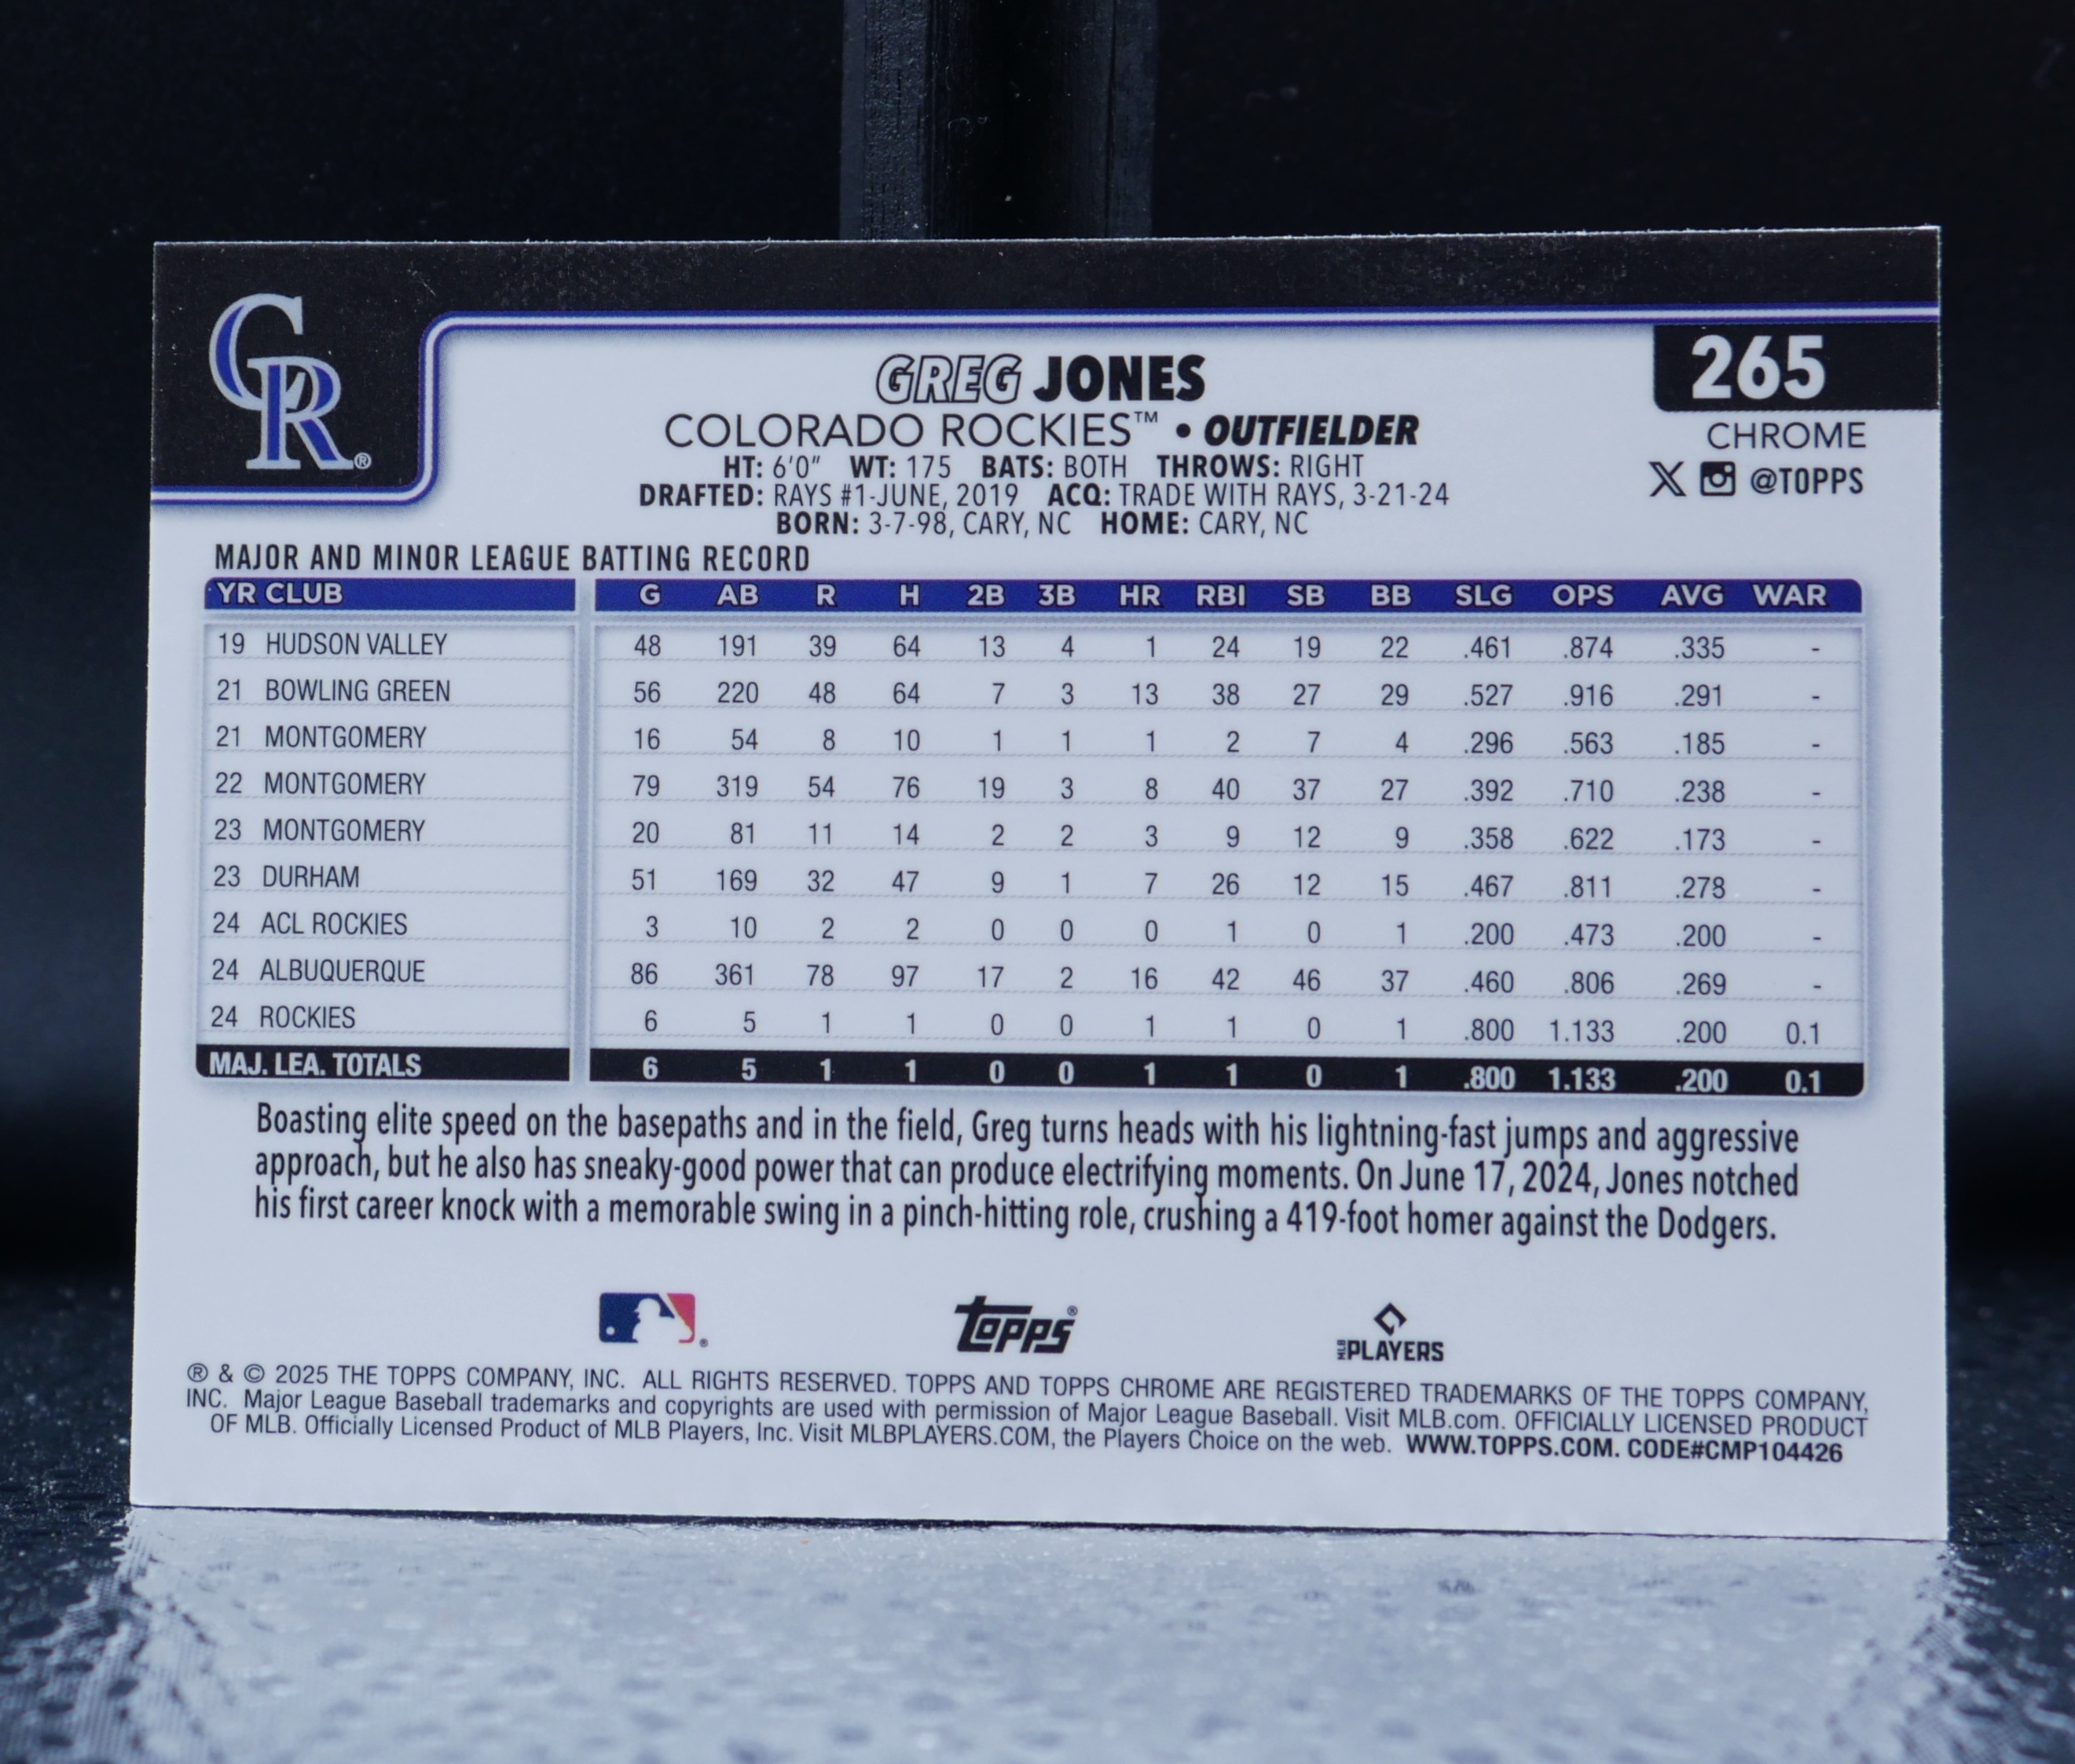 CR®
GREG JONES
265
COLORADO ROCKIES™ • OUTFIELDER
CHROME
HT: 6'0" WT: 175 BATS: BOTH THROWS: RIGHT
@TOPPS
DRAFTED: RAYS #1-JUNE, 2019 ACQ: TRADE WITH RAYS, 3-21-24
BORN: 3-7-98, CARY, NC HOME: CARY, NC
MAJOR AND MINOR LEAGUE BATTING RECORD
YR CLUB G AB R H 2B 3B HR RBI SB BB SLG OPS AVG WAR
19 HUDSON VALLEY 48 191 39 64 13 4 1 24 19 22 .461 .874 .335 -
21 BOWLING GREEN 56 220 48 64 7 3 13 38 27 29 .527 .916 .291 -
21 MONTGOMERY 16 54 8 10 1 1 1 2 7 4 .296 .563 .185 -
22 MONTGOMERY 79 319 54 76 19 3 8 40 37 27 .392 .710 .238 -
23 MONTGOMERY 20 81 11 14 2 2 3 9 12 9 .358 .622 .173 -
23 DURHAM 51 169 32 47 9 1 7 26 12 15 .467 .811 .278 -
24 ACL ROCKIES 3 10 2 2 0 0 0 1 0 1 .200 .473 .200 -
24 ALBUQUERQUE 86 361 78 97 17 2 16 42 46 37 .460 .806 .269 -
24 ROCKIES 6 5 1 1 0 0 1 1 0 1 .800 1.133 .200 0.1
MAJ. LEA. TOTALS 6 5 1 1 0 0 1 1 0 1 .800 1.133 .200 0.1
Boasting elite speed on the basepaths and in the field, Greg turns heads with his lightning-fast jumps and aggressive
approach, but he also has sneaky-good power that can produce electrifying moments. On June 17, 2024, Jones notched
his first career knock with a memorable swing in a pinch-hitting role, crushing a 419-foot homer against the Dodgers.
topps® MLB PLAYERS
® & © 2025 THE TOPPS COMPANY, INC. ALL RIGHTS RESERVED. TOPPS AND TOPPS CHROME ARE REGISTERED TRADEMARKS OF THE TOPPS COMPANY,
INC. Major League Baseball trademarks and copyrights are used with permission of Major League Baseball. Visit MLB.com. OFFICIALLY LICENSED PRODUCT
OF MLB. Officially Licensed Product of MLB Players, Inc. Visit MLBPLAYERS.COM, the Players Choice on the web. WWW.TOPPS.COM. CODE#CMP104426